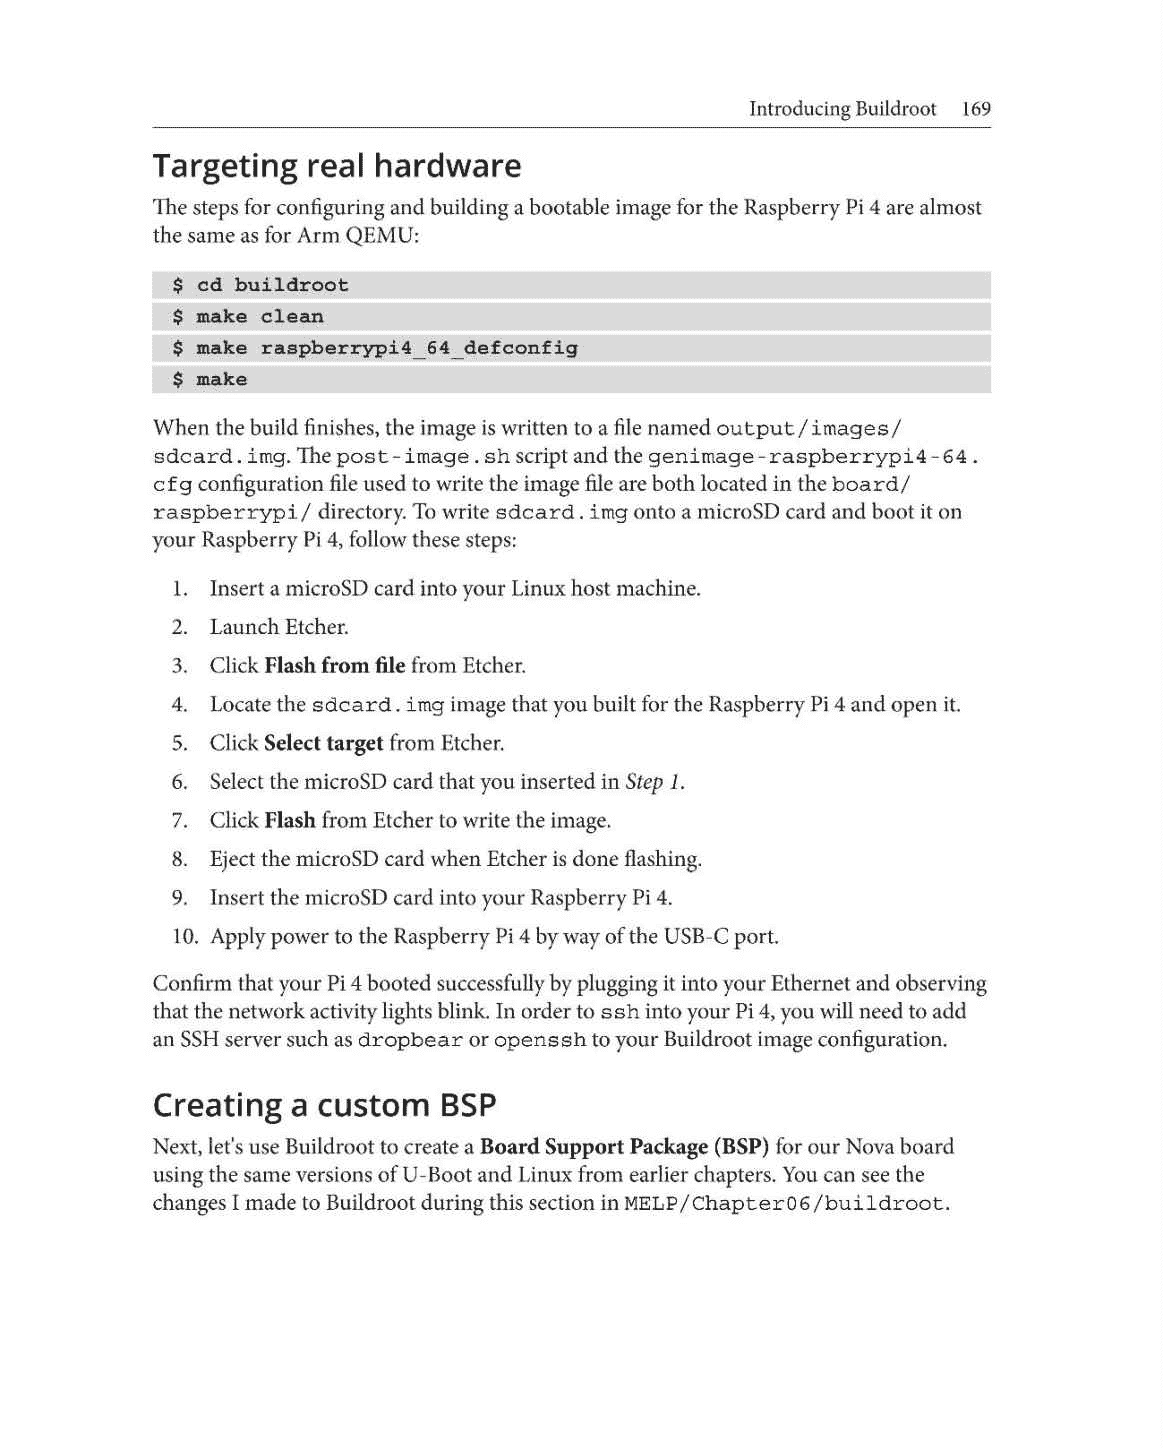 Introducing Buildroot 169
Targeting real hardware
The steps for configuring and building a bootable image for the Raspberry Pi 4 are almost
the same as for Arm QEMU:
$ cd buildroot
$ make clean
$ make raspberrypi4_64_defconfig
$ make
When the build finishes, the image is written to a file named output/images/
sdcard.img. The post-image.sh script and the genimage-raspberrypi4-64.
cfg configuration file used to write the image file are both located in the board/
raspberrypi/ directory. To write sdcard.img onto a microSD card and boot it on
your Raspberry Pi 4, follow these steps:
1. Insert a microSD card into your Linux host machine.
2. Launch Etcher.
3. Click Flash from file from Etcher.
4. Locate the sdcard.img image that you built for the Raspberry Pi 4 and open it.
5. Click Select target from Etcher.
6. Select the microSD card that you inserted in Step 1.
7. Click Flash from Etcher to write the image.
8. Eject the microSD card when Etcher is done flashing.
9. Insert the microSD card into your Raspberry Pi 4.
10. Apply power to the Raspberry Pi 4 by way of the USB-C port.
Confirm that your Pi 4 booted successfully by plugging it into your Ethernet and observing
that the network activity lights blink. In order to ssh into your Pi 4, you will need to add
an SSH server such as dropbear or openssh to your Buildroot image configuration.
Creating a custom BSP
Next, let's use Buildroot to create a Board Support Package (BSP) for our Nova board
using the same versions of U-Boot and Linux from earlier chapters. You can see the
changes I made to Buildroot during this section in MELP/Chapter06/buildroot.